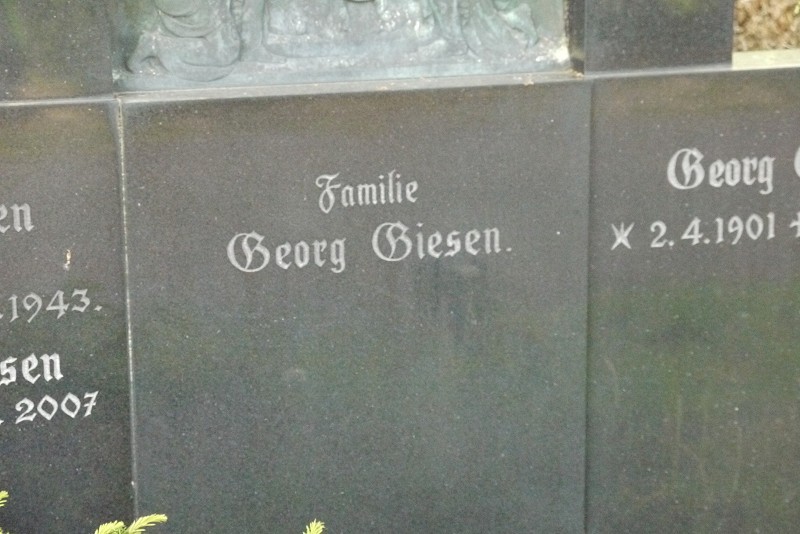 en
.1943.
sen
. 2007
Familie
Georg Giesen.
Georg G
* 2.4.1901 +